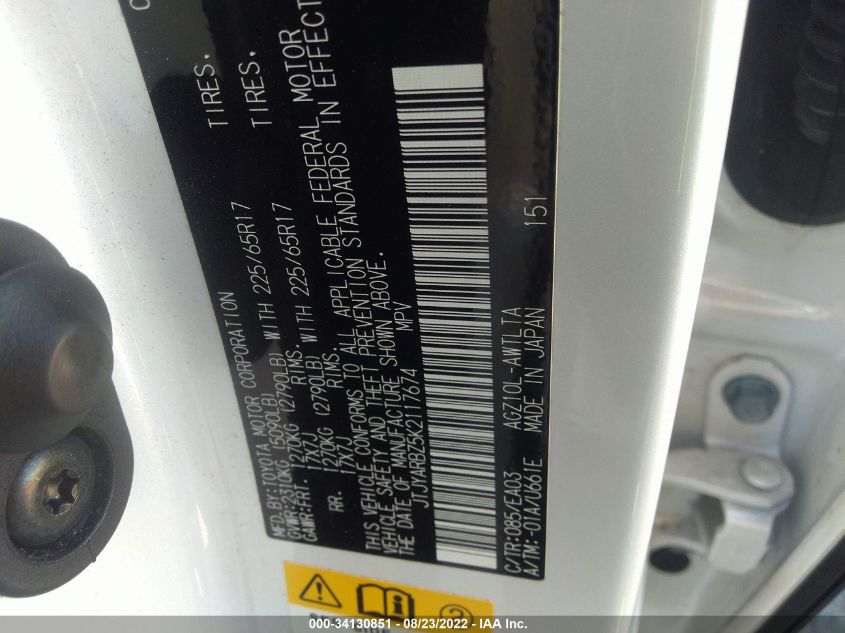 MFD.BY:TOYOTA MOTOR CORPORATION
GVWR:2310KG (5090LB)
GAWR:FRT. 1270KG (2790LB) WITH 225/65R17 TIRES.
17X7J RIMS.
RR. 1270KG (2790LB) WITH 225/65R17 TIRES.
17X7J RIMS.
THIS VEHICLE CONFORMS TO ALL APPLICABLE FEDERAL MOTOR
VEHICLE SAFETY AND THEFT PREVENTION STANDARDS IN EFFECT
THE DATE OF MANUFACTURE SHOWN ABOVE.
JTJYARBZ5K2117674 MPV
C/TR:085/EA03 AGZ10L-AWTLTA 151
A/TM:-01A/U661E MADE IN JAPAN
000-34130851 - 08/23/2022 - IAA Inc.